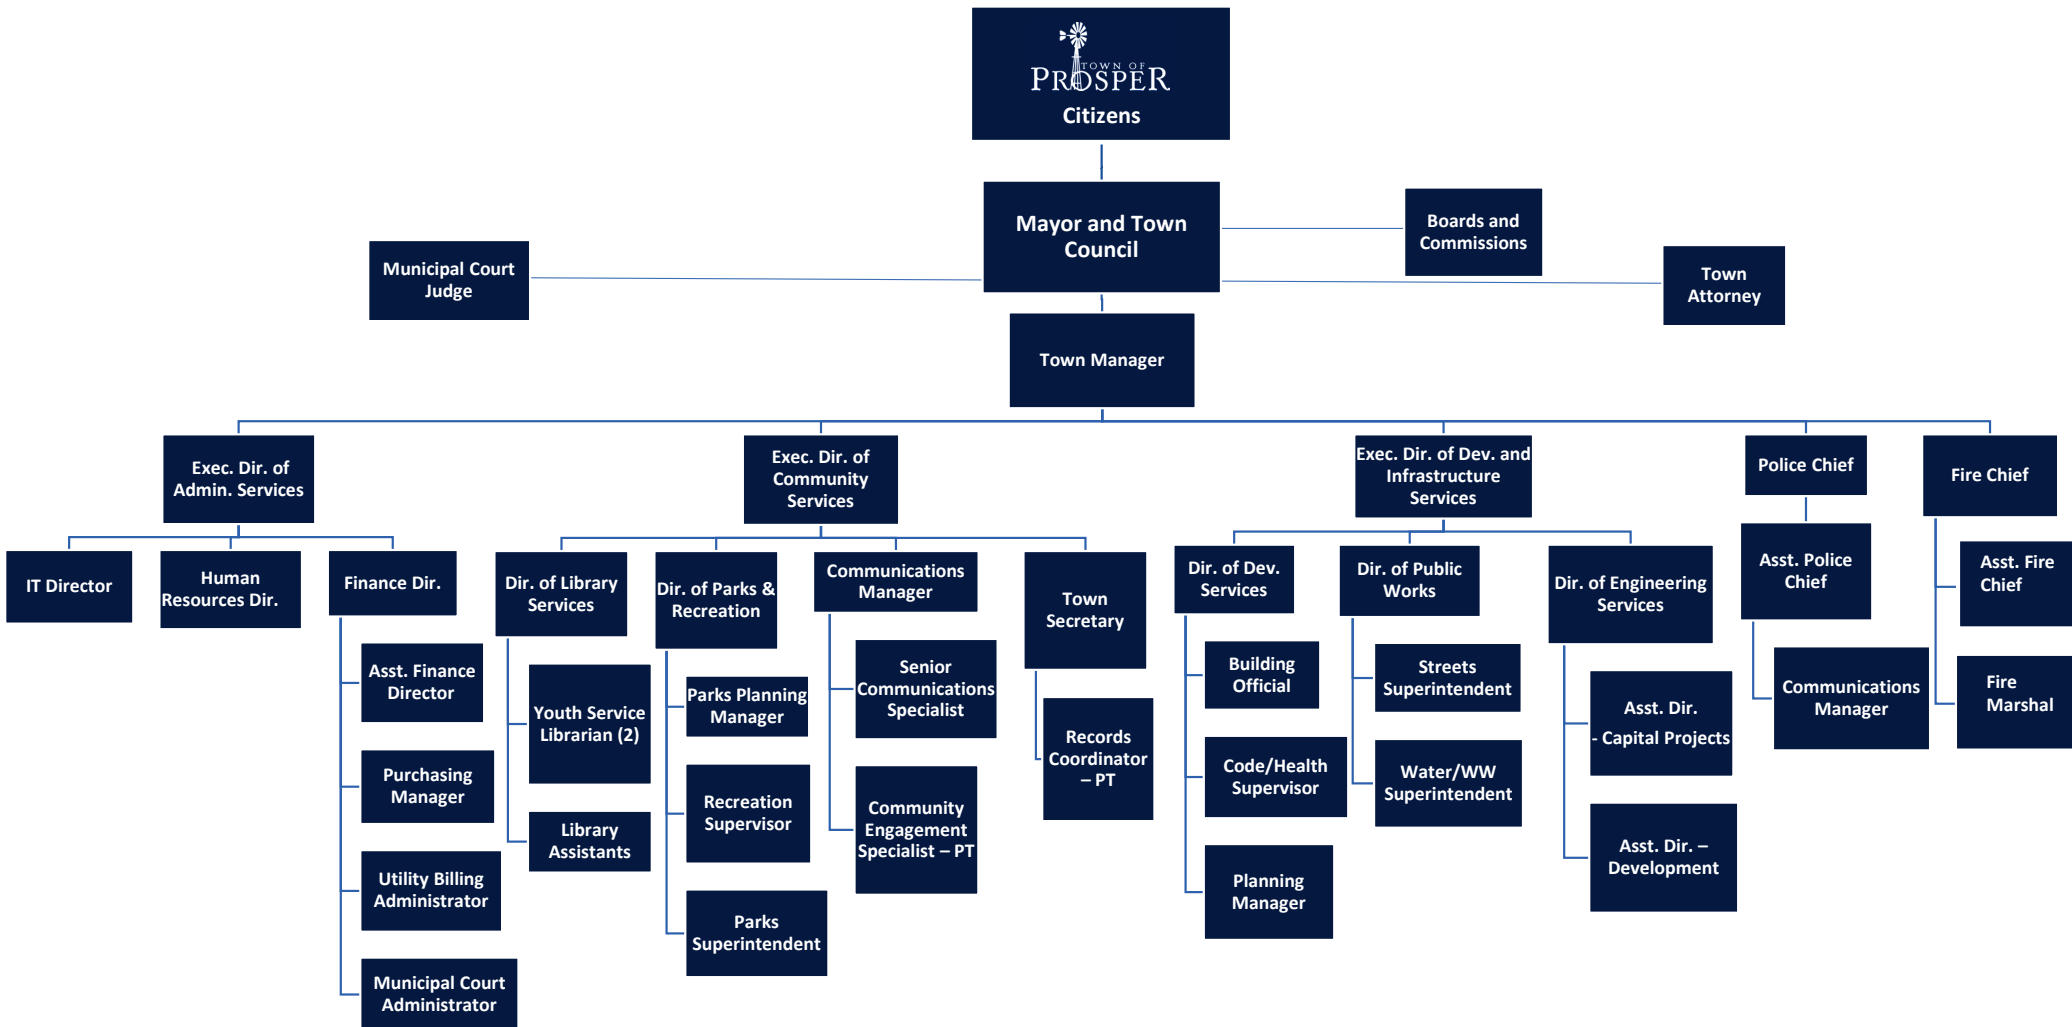 TOWN OF
PROSPER
Citizens
Mayor and Town
Council
Boards and
Commissions
Municipal Court
Judge
Town
Attorney
Town Manager
Exec. Dir. of
Admin. Services
Exec. Dir. of
Community
Services
Exec. Dir. of Dev. and
Infrastructure
Services
Police Chief
Fire Chief
IT Director
Human
Resources Dir.
Finance Dir.
Asst. Finance
Director
Purchasing
Manager
Utility Billing
Administrator
Municipal Court
Administrator
Dir. of Library
Services
Youth Service
Librarian (2)
Library
Assistants
Dir. of Parks &
Recreation
Parks Planning
Manager
Recreation
Supervisor
Parks
Superintendent
Communications
Manager
Senior
Communications
Specialist
Community
Engagement
Specialist – PT
Town
Secretary
Records
Coordinator
– PT
Dir. of Dev.
Services
Building
Official
Code/Health
Supervisor
Planning
Manager
Dir. of Public
Works
Streets
Superintendent
Water/WW
Superintendent
Dir. of Engineering
Services
Asst. Dir.
- Capital Projects
Asst. Dir. –
Development
Asst. Police
Chief
Communications
Manager
Asst. Fire
Chief
Fire
Marshal